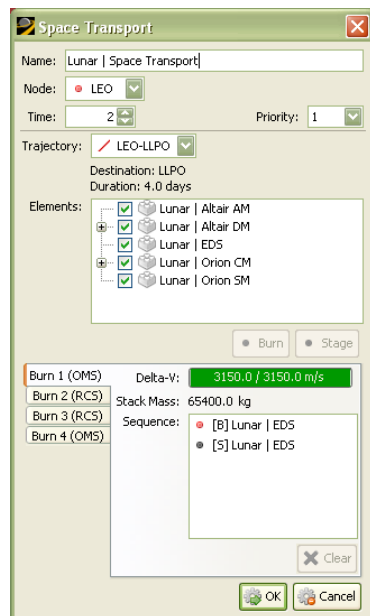 Space Transport
Name: Lunar | Space Transport
Node: LEO
Time: 2 Priority: 1
Trajectory: LEO-LLPO
Destination: LLPO
Duration: 4.0 days
Elements: Lunar | Altair AM
Lunar | Altair DM
Lunar | EDS
Lunar | Orion CM
Lunar | Orion SM
Burn Stage
Burn 1 (OMS) Delta-V: 3150.0 / 3150.0 m/s
Burn 2 (RCS) Stack Mass: 65400.0 kg
Burn 3 (RCS) Sequence: [B] Lunar | EDS
Burn 4 (OMS) [S] Lunar | EDS
Clear
OK Cancel